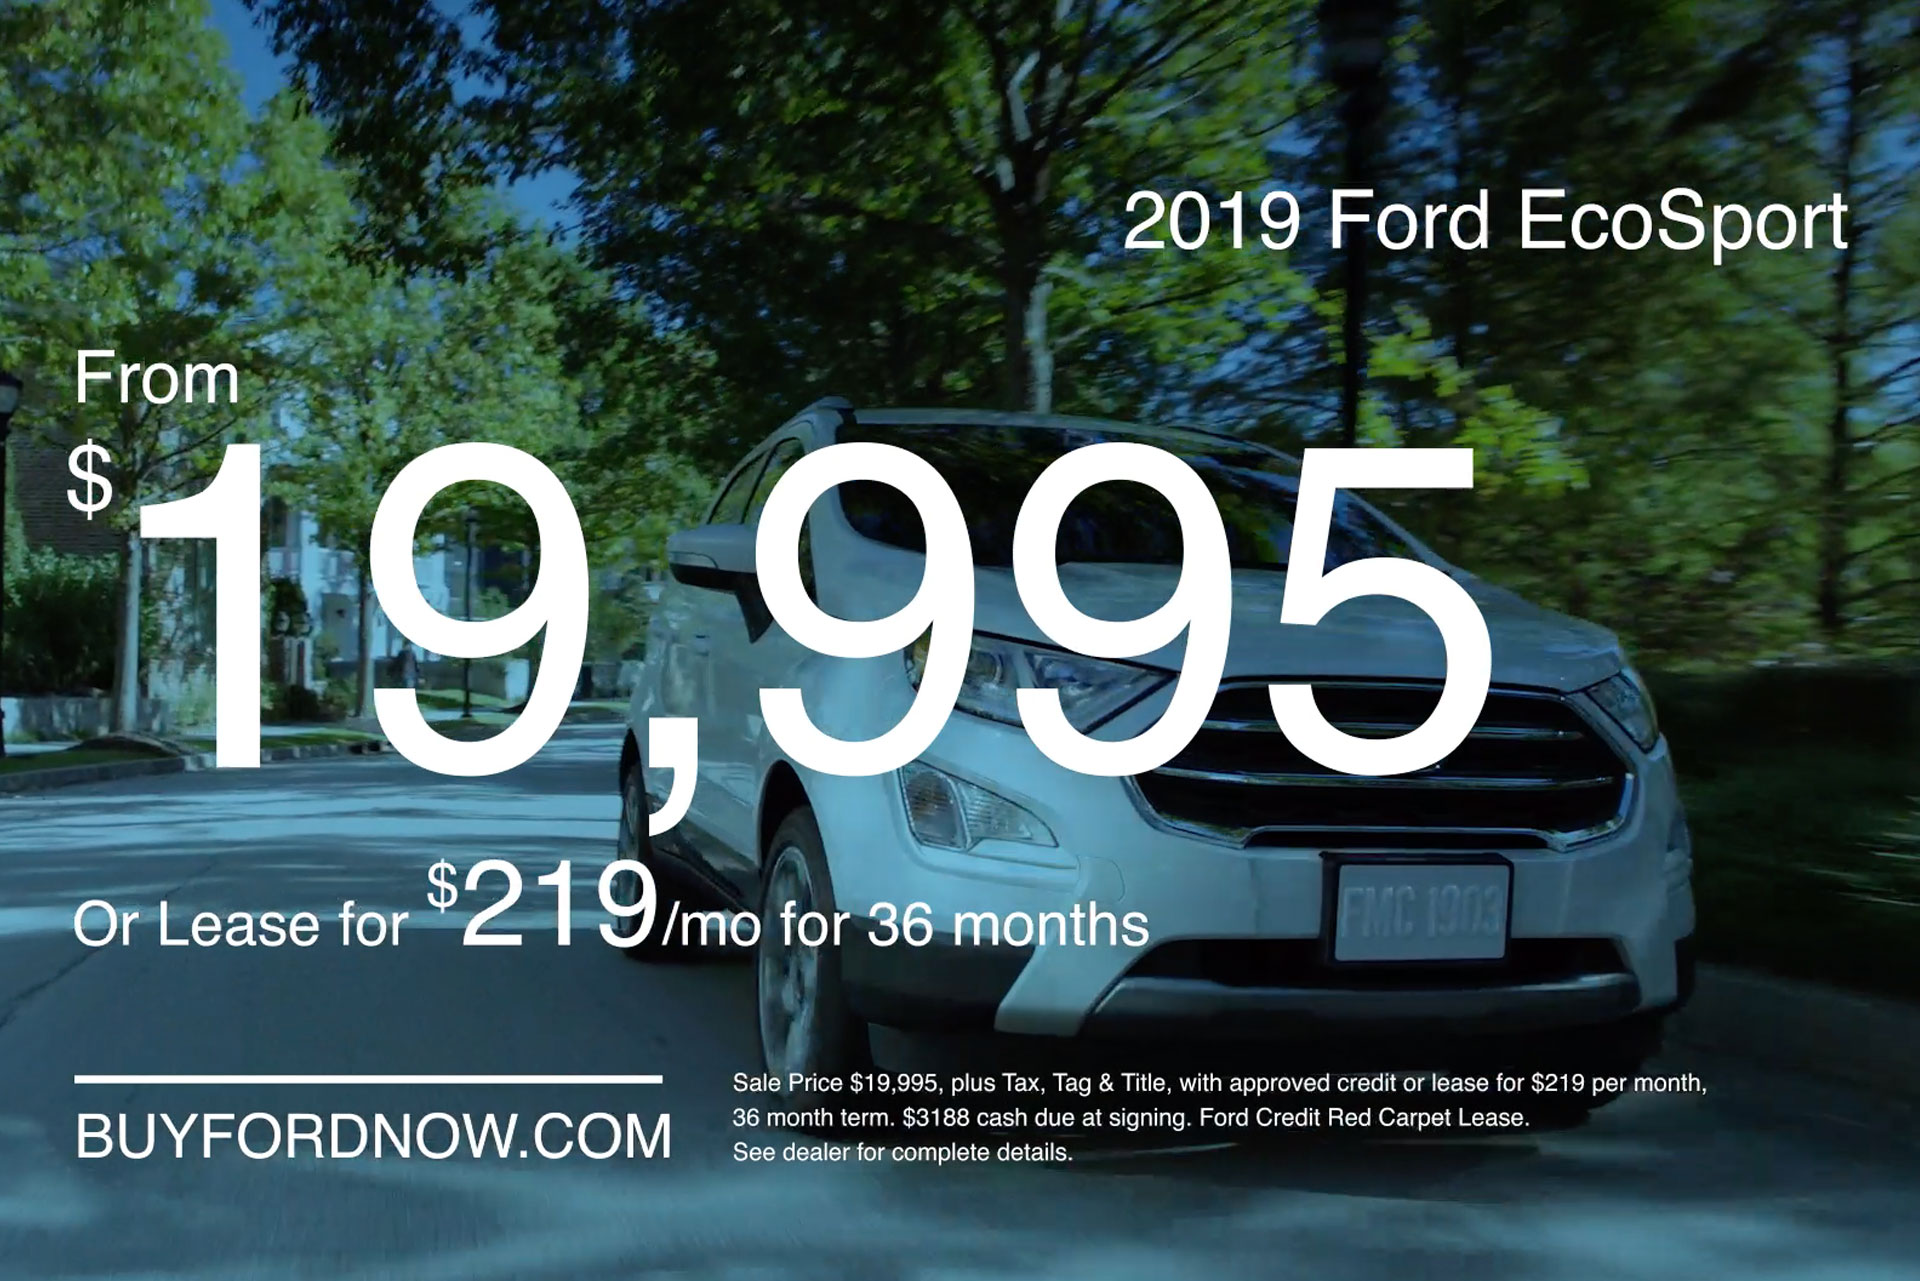 2019 Ford EcoSport
From
$19,995
Or Lease for $219/mo for 36 months
FMC 1903
BUYFORDNOW.COM
Sale Price $19,995, plus Tax, Tag & Title, with approved credit or lease for $219 per month,
36 month term. $3188 cash due at signing. Ford Credit Red Carpet Lease.
See dealer for complete details.